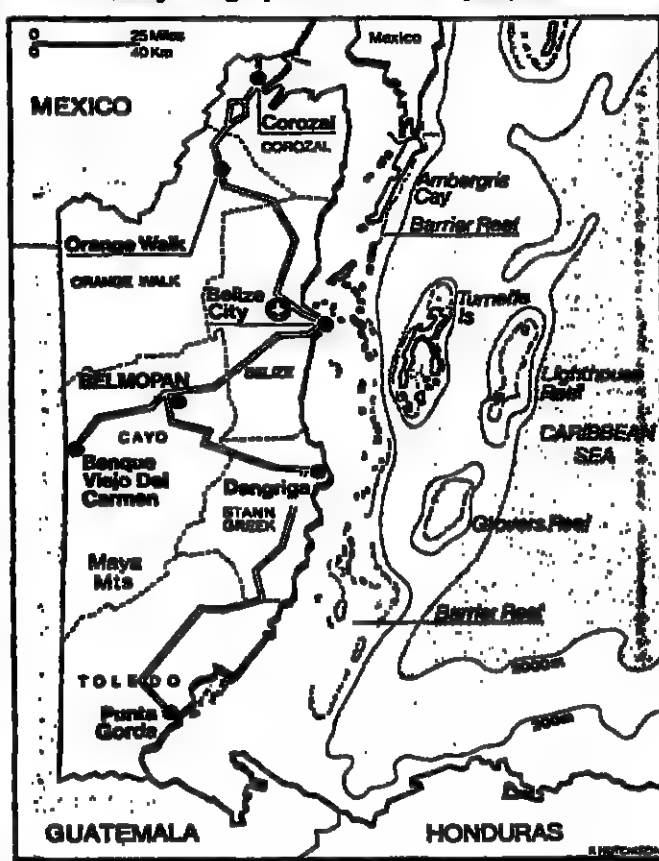 0 25 Miles
0 40 Km
Mexico
MEXICO
Corozal
COROZAL
Ambergris
Cay
Barrier Reef
Orange Walk
ORANGE WALK
Belize
City
Turneffe
Is
BELMOPAN
BELIZE
Lighthouse
Reef
CAYO
CARIBBEAN
SEA
Benque
Viejo Del
Carmen
Dangriga
STANN
CREEK
Glovers Reef
Maya
Mts
Barrier Reef
2000m
TOLEDO
Punta
Gorda
200m
GUATEMALA
HONDURAS